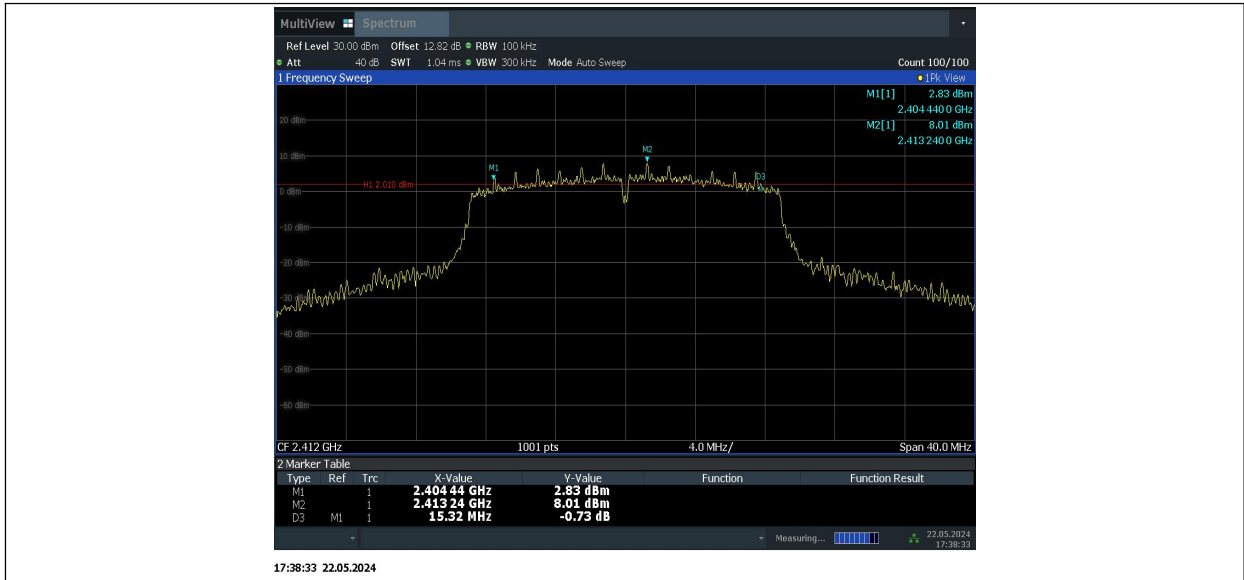 MultiView Spectrum
Ref Level 30.00 dBm Offset 12.82 dB RBW 100 kHz
Att 40 dB SWT 1.04 ms VBW 300 kHz Mode Auto Sweep Count 100/100
1 Frequency Sweep 1Pk View
M1[1] 2.83 dBm
2.404 440 0 GHz
M2[1] 8.01 dBm
2.413 240 0 GHz
20 dBm
10 dBm
M2
M1
D3
H1 2.010 dBm
0 dBm
-10 dBm
-20 dBm
-30 dBm
-40 dBm
-50 dBm
-60 dBm
CF 2.412 GHz 1001 pts 4.0 MHz/ Span 40.0 MHz
2 Marker Table
Type Ref Trc X-Value Y-Value Function Function Result
M1 1 2.404 44 GHz 2.83 dBm
M2 1 2.413 24 GHz 8.01 dBm
D3 M1 1 15.32 MHz -0.73 dB
Measuring... 22.05.2024
17:38:33
17:38:33 22.05.2024